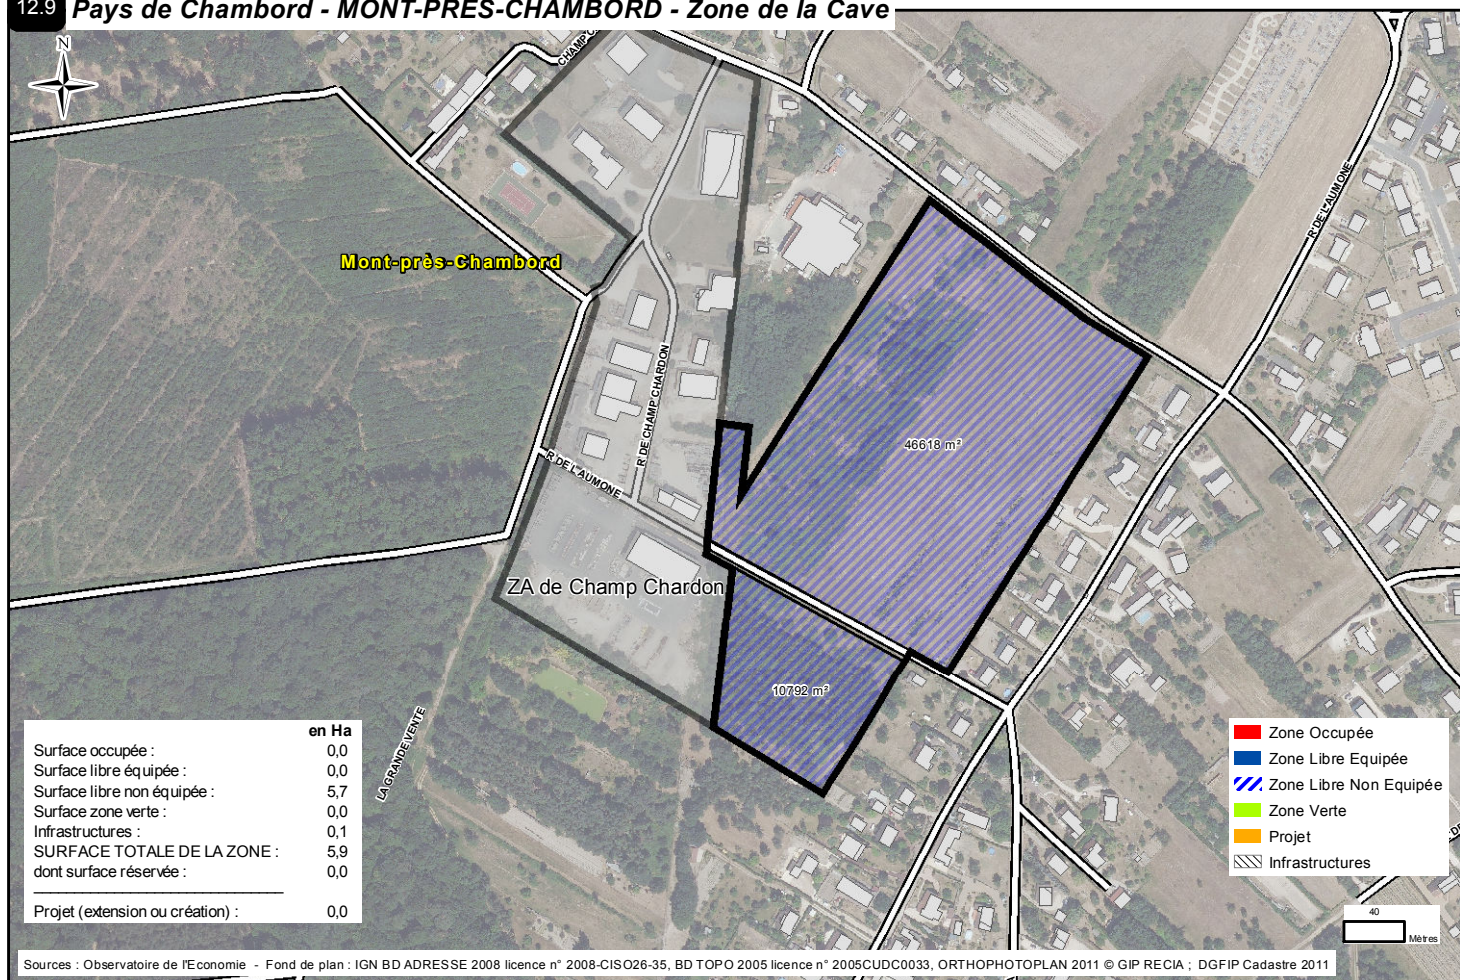 12.9 Pays de Chambord - MONT-PRES-CHAMBORD - Zone de la Cave
N
CHAMP
R DE L'AUMONE
Mont-près-Chambord
R DE CHAMP CHARDON
46618 m²
R DE L'AUMONE
ZA de Champ Chardon
10792 m²
LA GRANDE VENTE
en Ha
Surface occupée : 0,0
Surface libre équipée : 0,0
Surface libre non équipée : 5,7
Surface zone verte : 0,0
Infrastructures : 0,1
SURFACE TOTALE DE LA ZONE : 5,9
dont surface réservée : 0,0
Projet (extension ou création) : 0,0
Zone Occupée
Zone Libre Equipée
Zone Libre Non Equipée
Zone Verte
Projet
Infrastructures
40
Mètres
Sources : Observatoire de l'Economie - Fond de plan : IGN BD ADRESSE 2008 licence n° 2008-CISO26-35, BD TOPO 2005 licence n° 2005CUDC0033, ORTHOPHOTOPLAN 2011 © GIP RECIA ; DGFIP Cadastre 2011